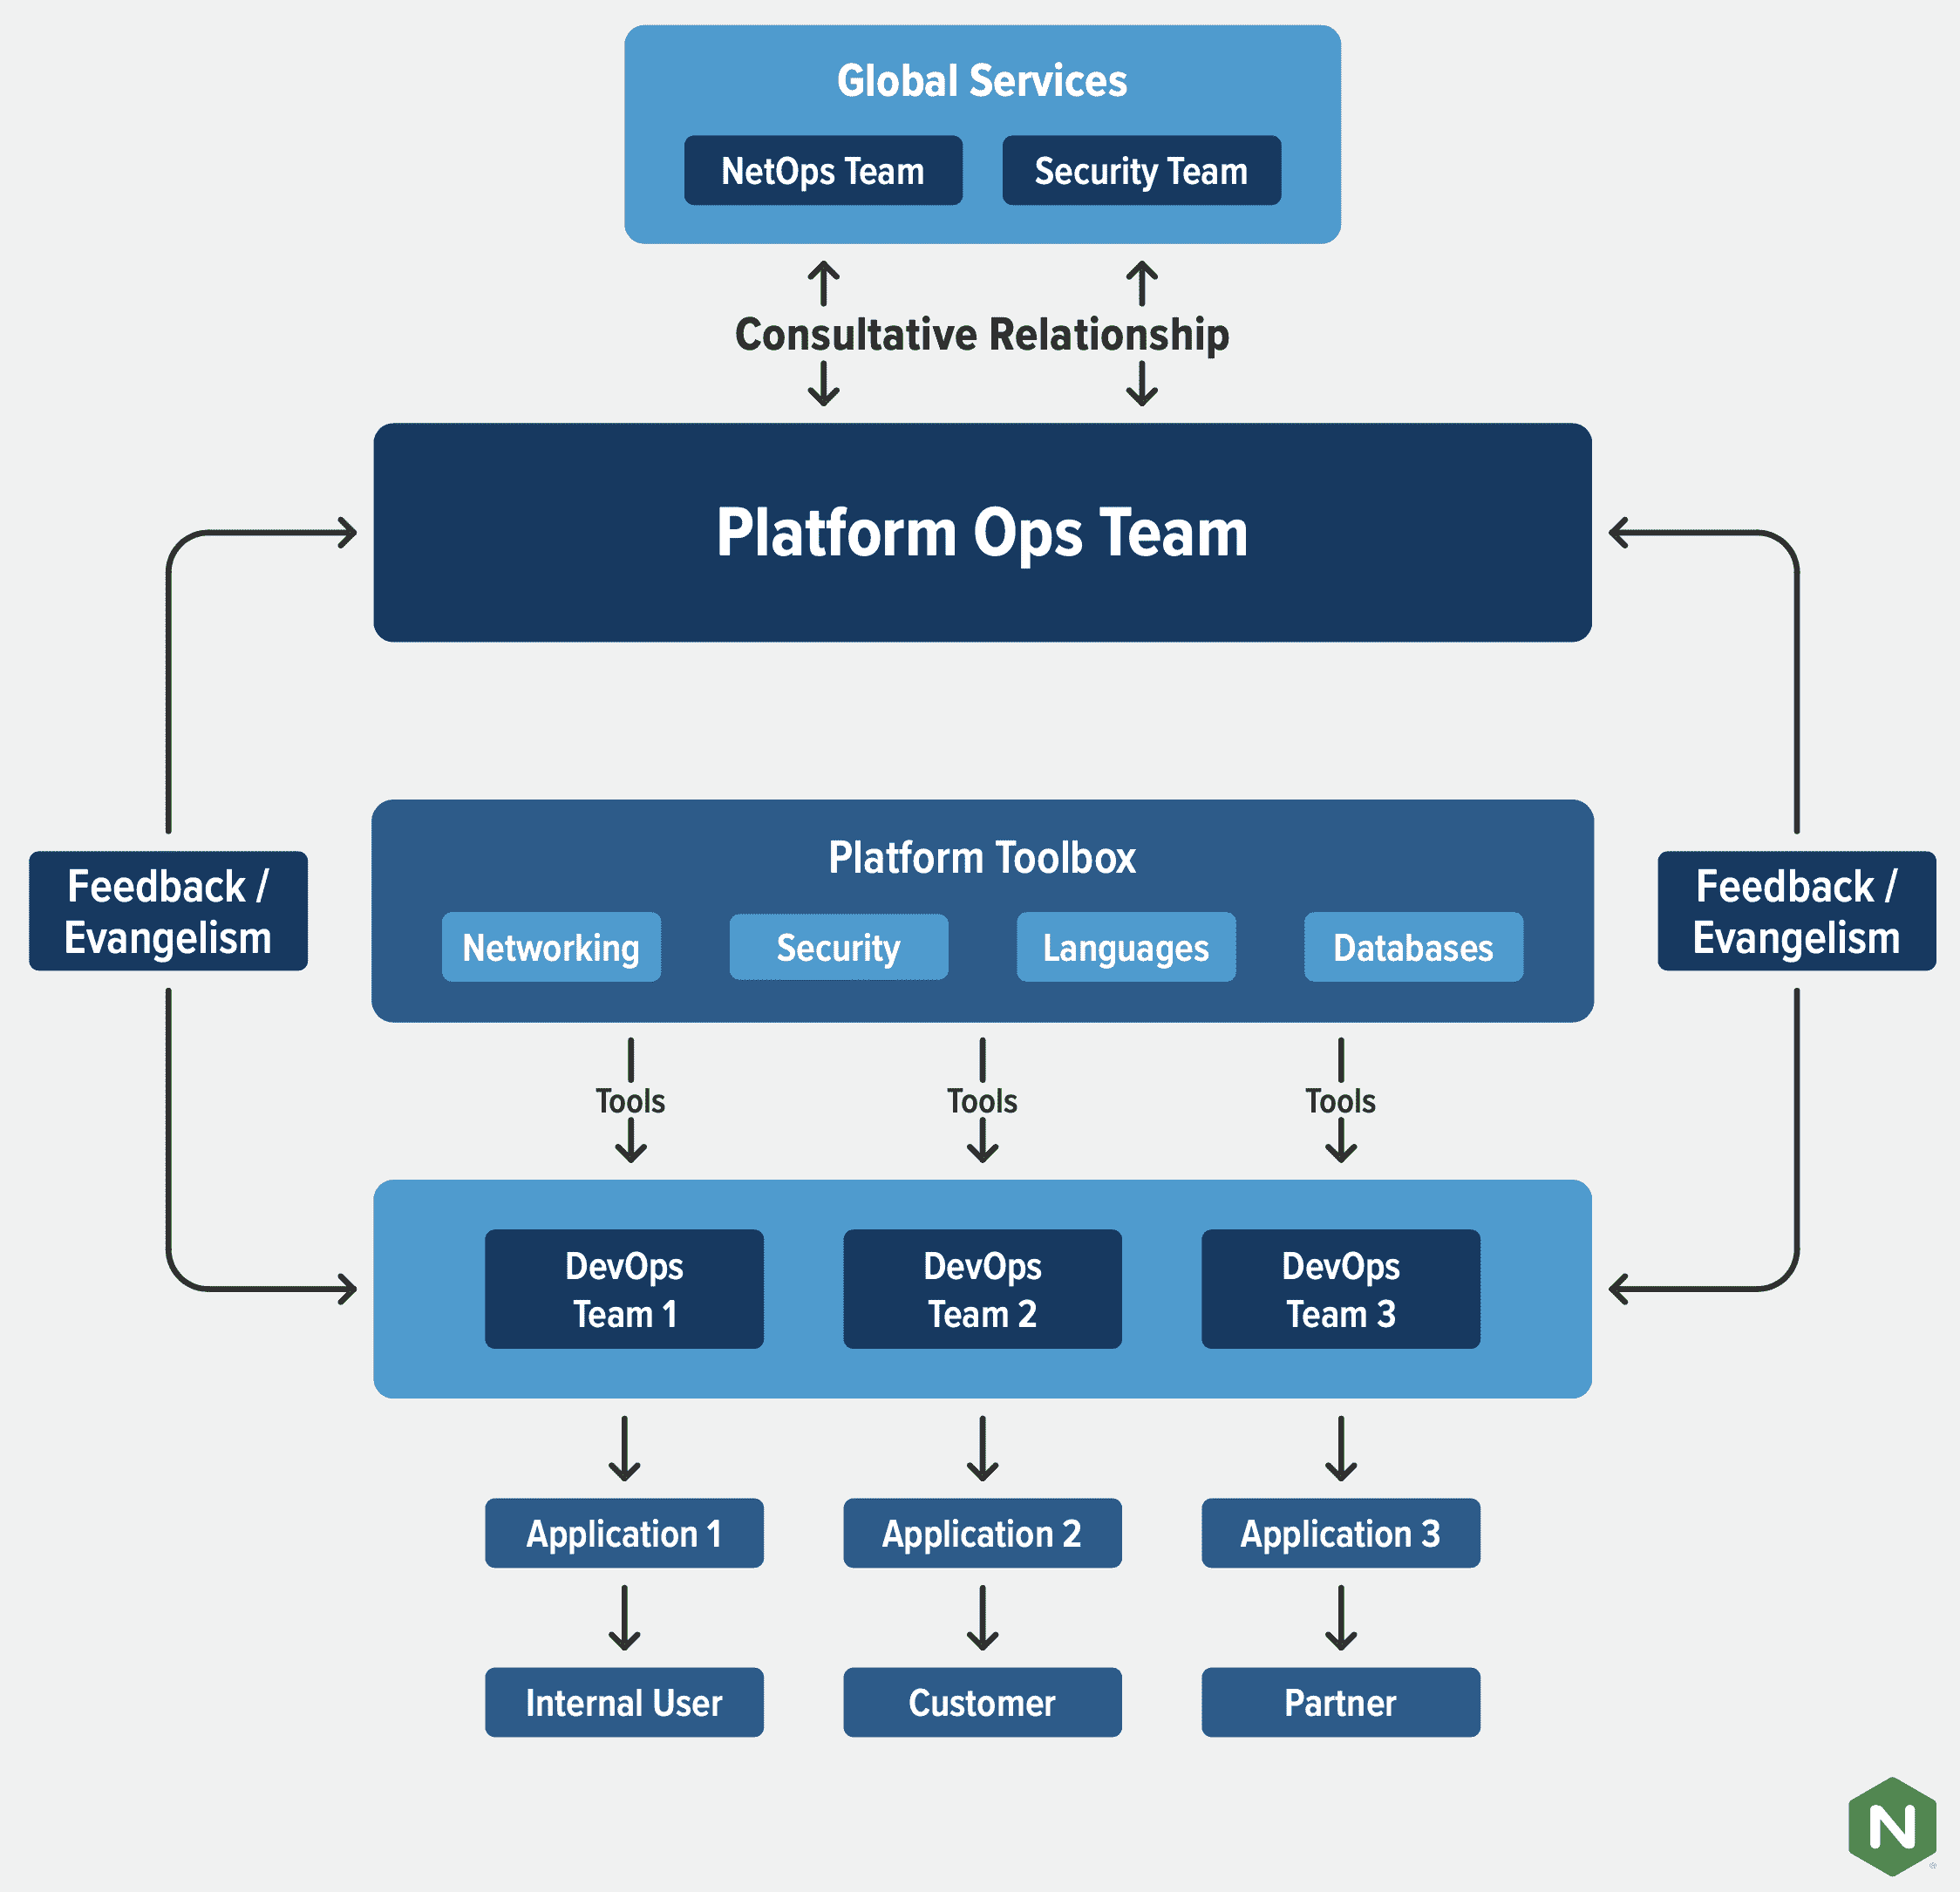 Global Services
NetOps Team
Security Team
Consultative Relationship
Platform Ops Team
Feedback /
Evangelism
Platform Toolbox
Networking
Security
Languages
Databases
Feedback /
Evangelism
Tools
Tools
Tools
DevOps
Team 1
DevOps
Team 2
DevOps
Team 3
Application 1
Application 2
Application 3
Internal User
Customer
Partner
N